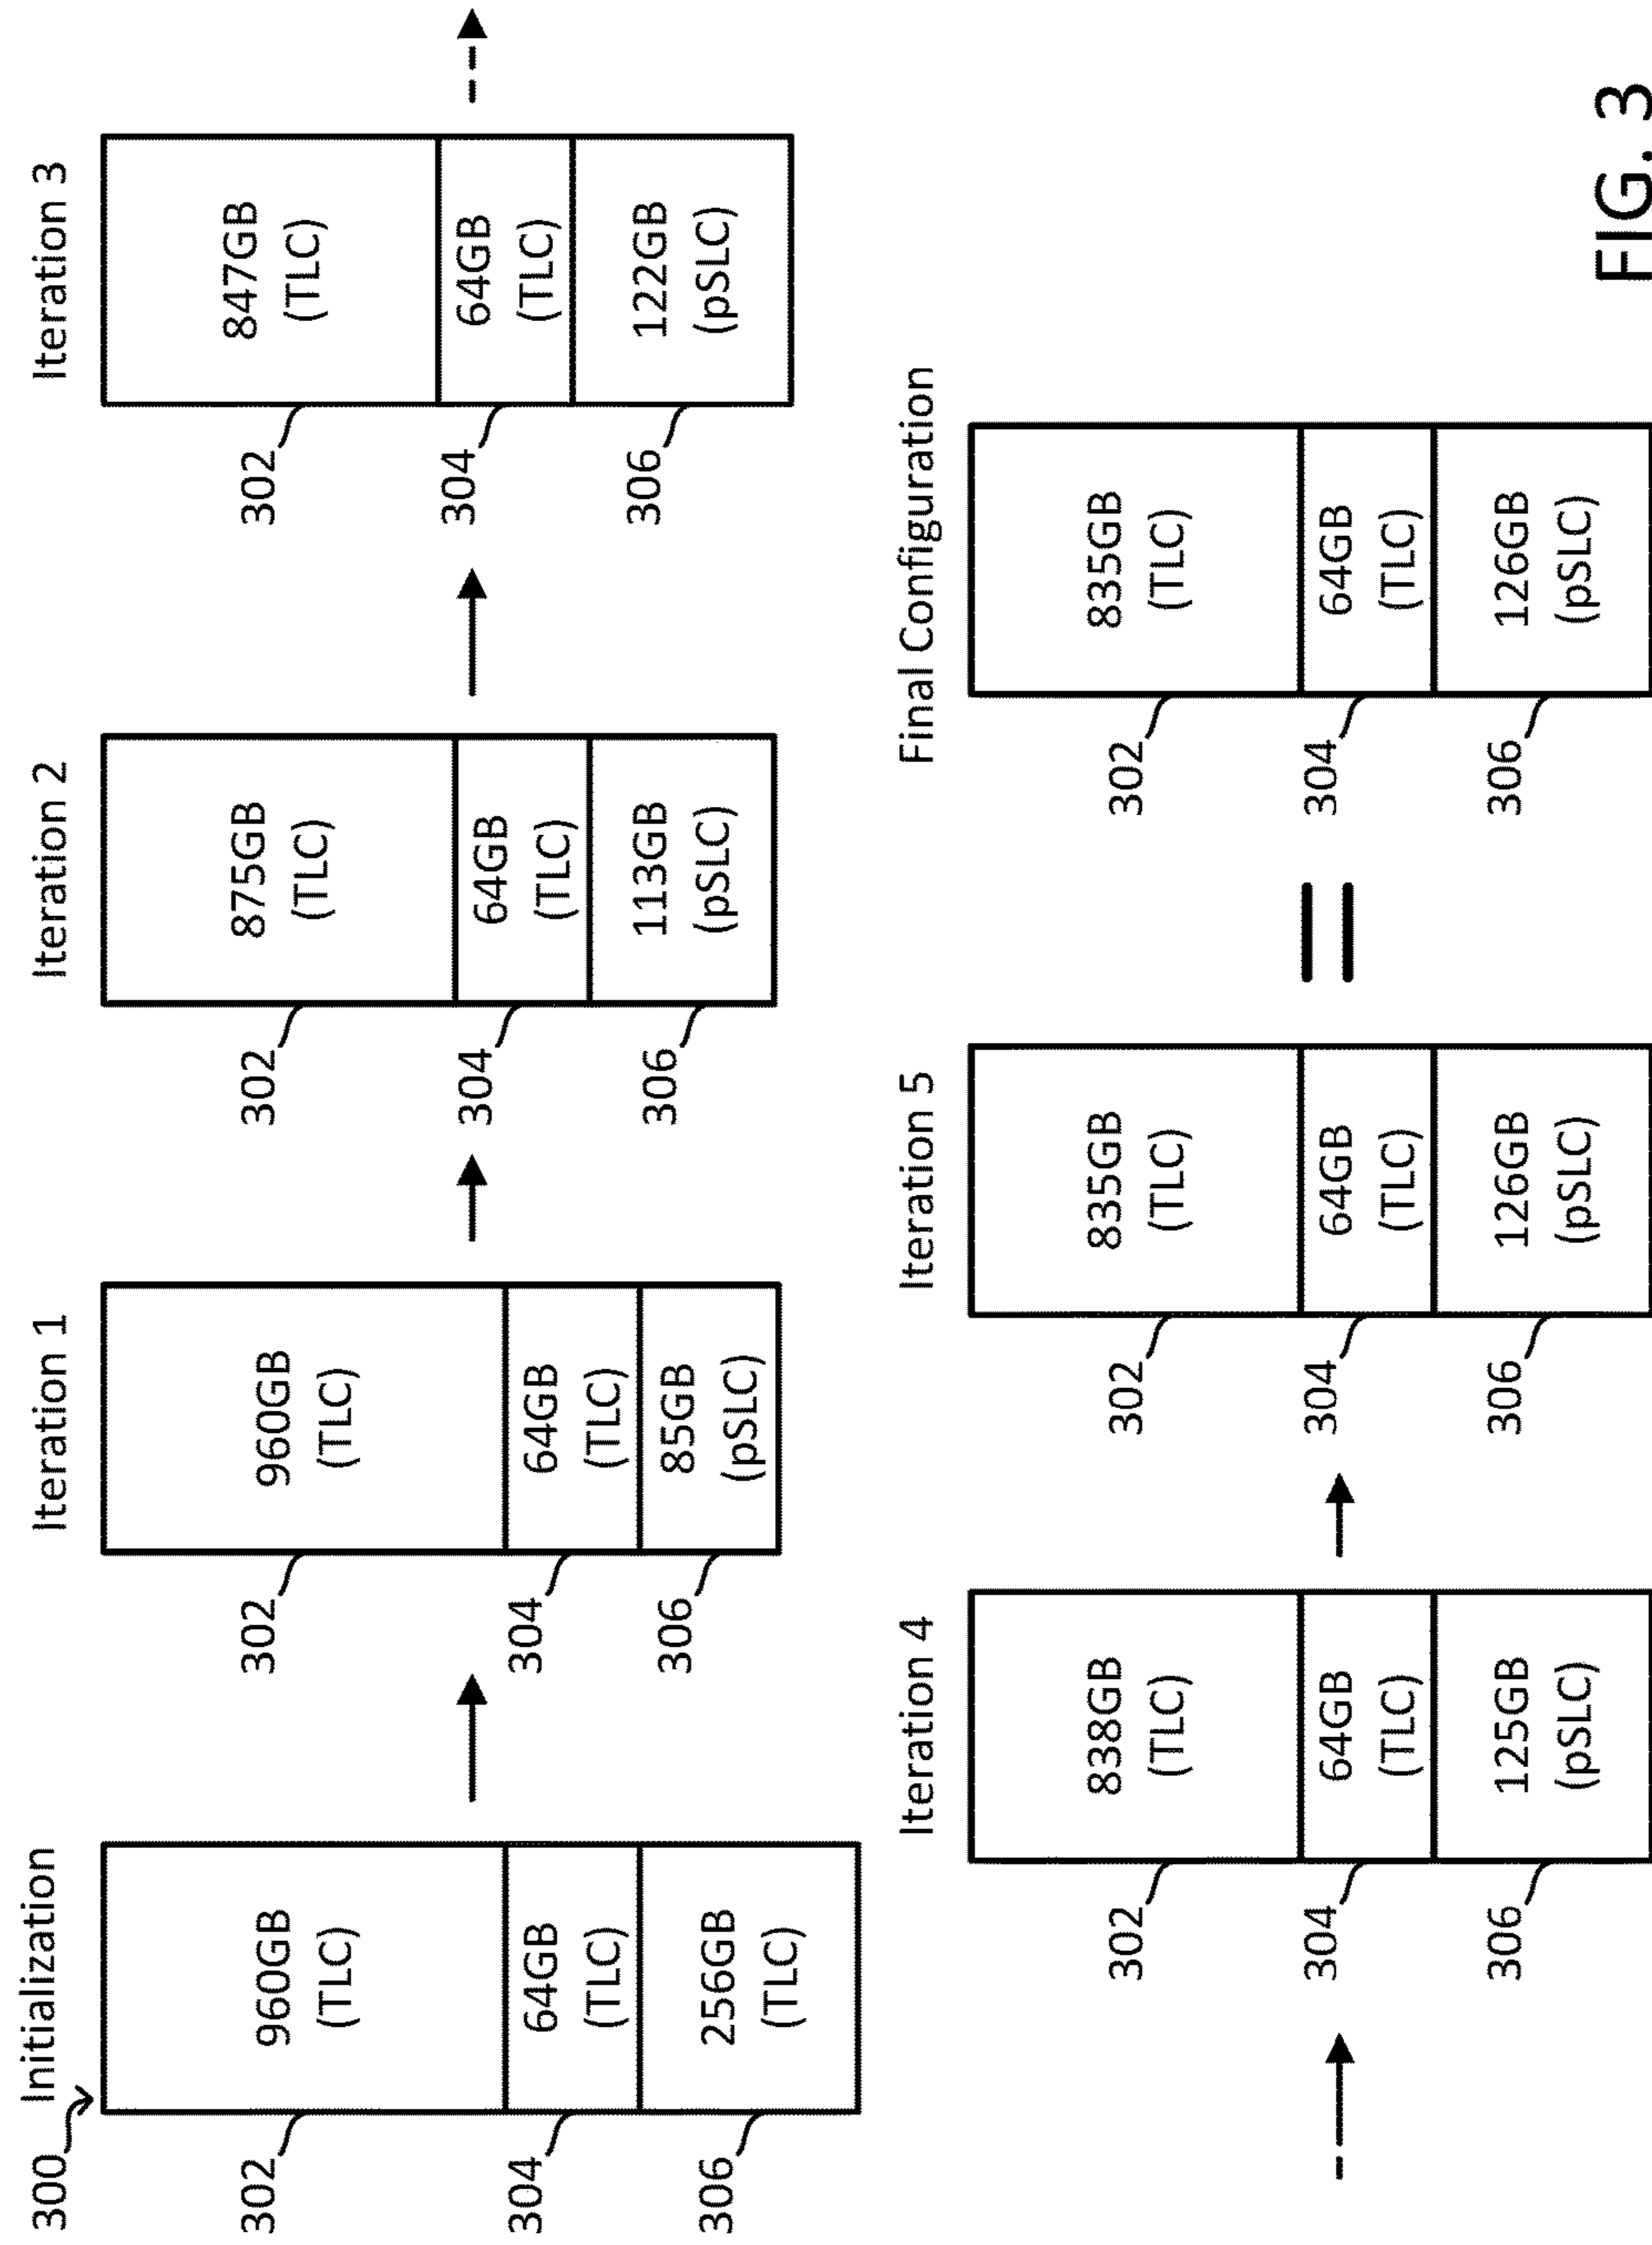 300
Initialization
302
960GB
(TLC)
304
64GB
(TLC)
306
256GB
(TLC)
Iteration 1
302
960GB
(TLC)
304
64GB
(TLC)
306
85GB
(pSLC)
Iteration 2
302
875GB
(TLC)
304
64GB
(TLC)
306
113GB
(pSLC)
Iteration 3
302
847GB
(TLC)
304
64GB
(TLC)
306
122GB
(pSLC)
Iteration 4
302
838GB
(TLC)
304
64GB
(TLC)
306
125GB
(pSLC)
Iteration 5
302
835GB
(TLC)
304
64GB
(TLC)
306
126GB
(pSLC)
Final Configuration
302
835GB
(TLC)
304
64GB
(TLC)
306
126GB
(pSLC)
FIG. 3